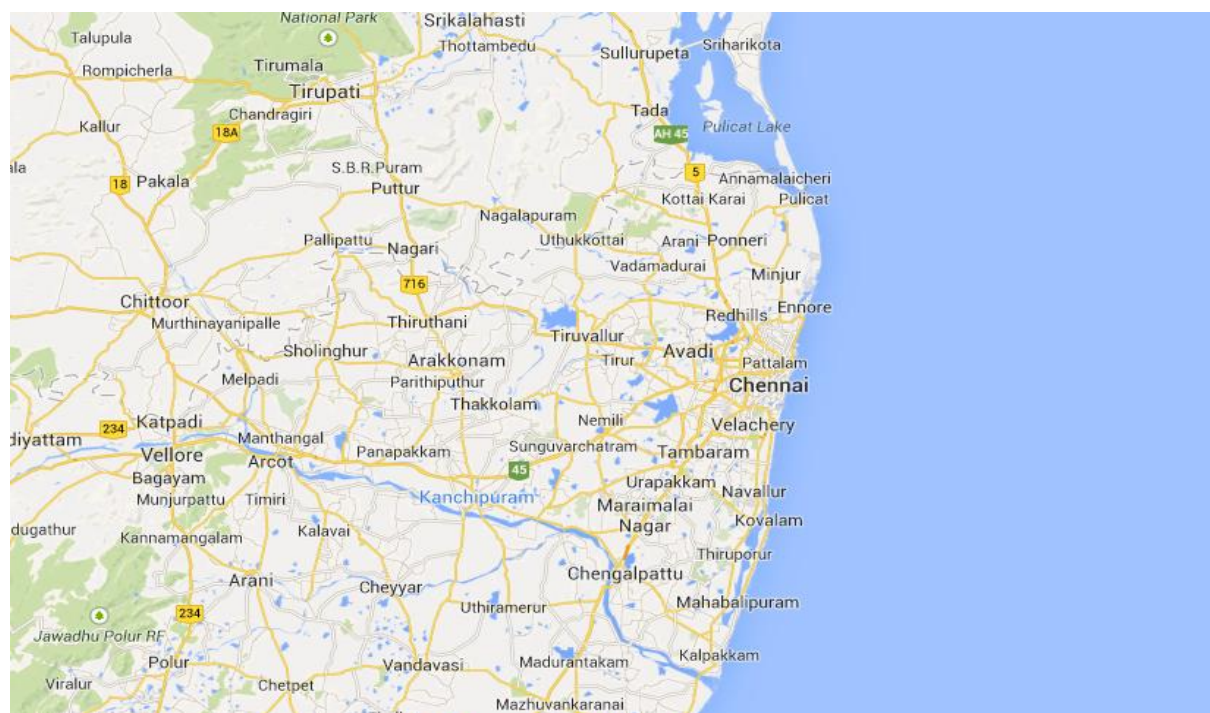 National Park
Srikalahasti
Talupula
Thottambedu
Sriharikota
Sullurupeta
Rompicherla
Tirumala
Tirupati
Chandragiri
Tada
Kallur
18A
AH 45
Pulicat Lake
ala
S.B.R.Puram
5
18
Pakala
Puttur
Annamalaicheri
Kottai Karai
Pulicat
Nagalapuram
Pallipattu
Nagari
Uthukkottai
Arani
Ponneri
Vadamadurai
Minjur
716
Chittoor
Ennore
Murthinayanipalle
Thiruthani
Redhills
Tiruvallur
Sholinghur
Arakkonam
Tirur
Avadi
Pattalam
Melpadi
Parithiputhur
Chennai
Thakkolam
Katpadi
Nemili
234
diyattam
Manthangal
Velachery
Vellore
Arcot
Panapakkam
Sunguvarchatram
Tambaram
45
Bagayam
Munjurpattu
Timiri
Kanchipuram
Urapakkam
Navallur
Maraimalai
Nagar
dugathur
Kalavai
Kovalam
Kannamangalam
Thiruporur
Arani
Cheyyar
Chengalpattu
234
Uthiramerur
Mahabalipuram
Jawadhu Polur RF
Polur
Vandavasi
Madurantakam
Kalpakkam
Viralur
Chetpet
Mazhuvankaranai